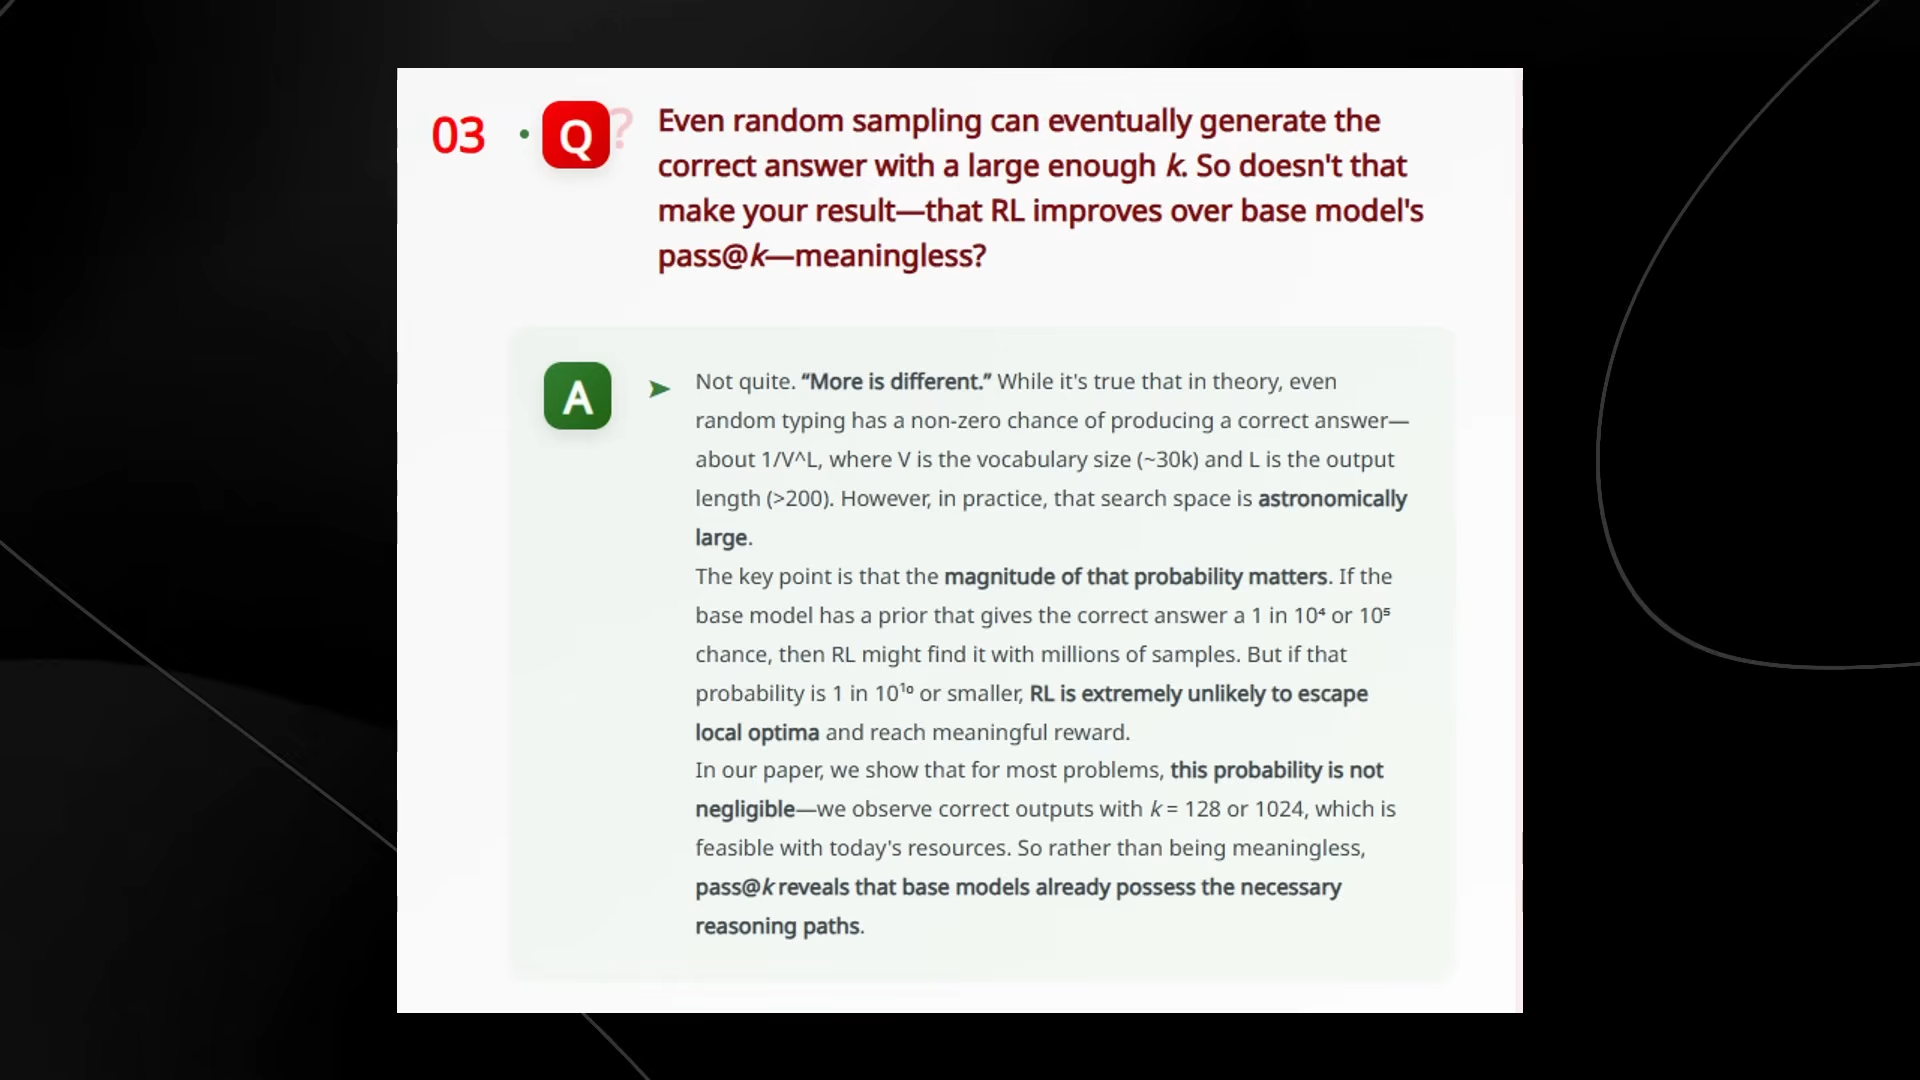 03 • Q ? Even random sampling can eventually generate the
correct answer with a large enough k. So doesn't that
make your result—that RL improves over base model's
pass@k—meaningless?
A ➤ Not quite. “More is different.” While it's true that in theory, even
random typing has a non-zero chance of producing a correct answer—
about 1/V^L, where V is the vocabulary size (~30k) and L is the output
length (>200). However, in practice, that search space is astronomically
large.
The key point is that the magnitude of that probability matters. If the
base model has a prior that gives the correct answer a 1 in 10⁴ or 10⁵
chance, then RL might find it with millions of samples. But if that
probability is 1 in 10¹⁰ or smaller, RL is extremely unlikely to escape
local optima and reach meaningful reward.
In our paper, we show that for most problems, this probability is not
negligible—we observe correct outputs with k = 128 or 1024, which is
feasible with today's resources. So rather than being meaningless,
pass@k reveals that base models already possess the necessary
reasoning paths.